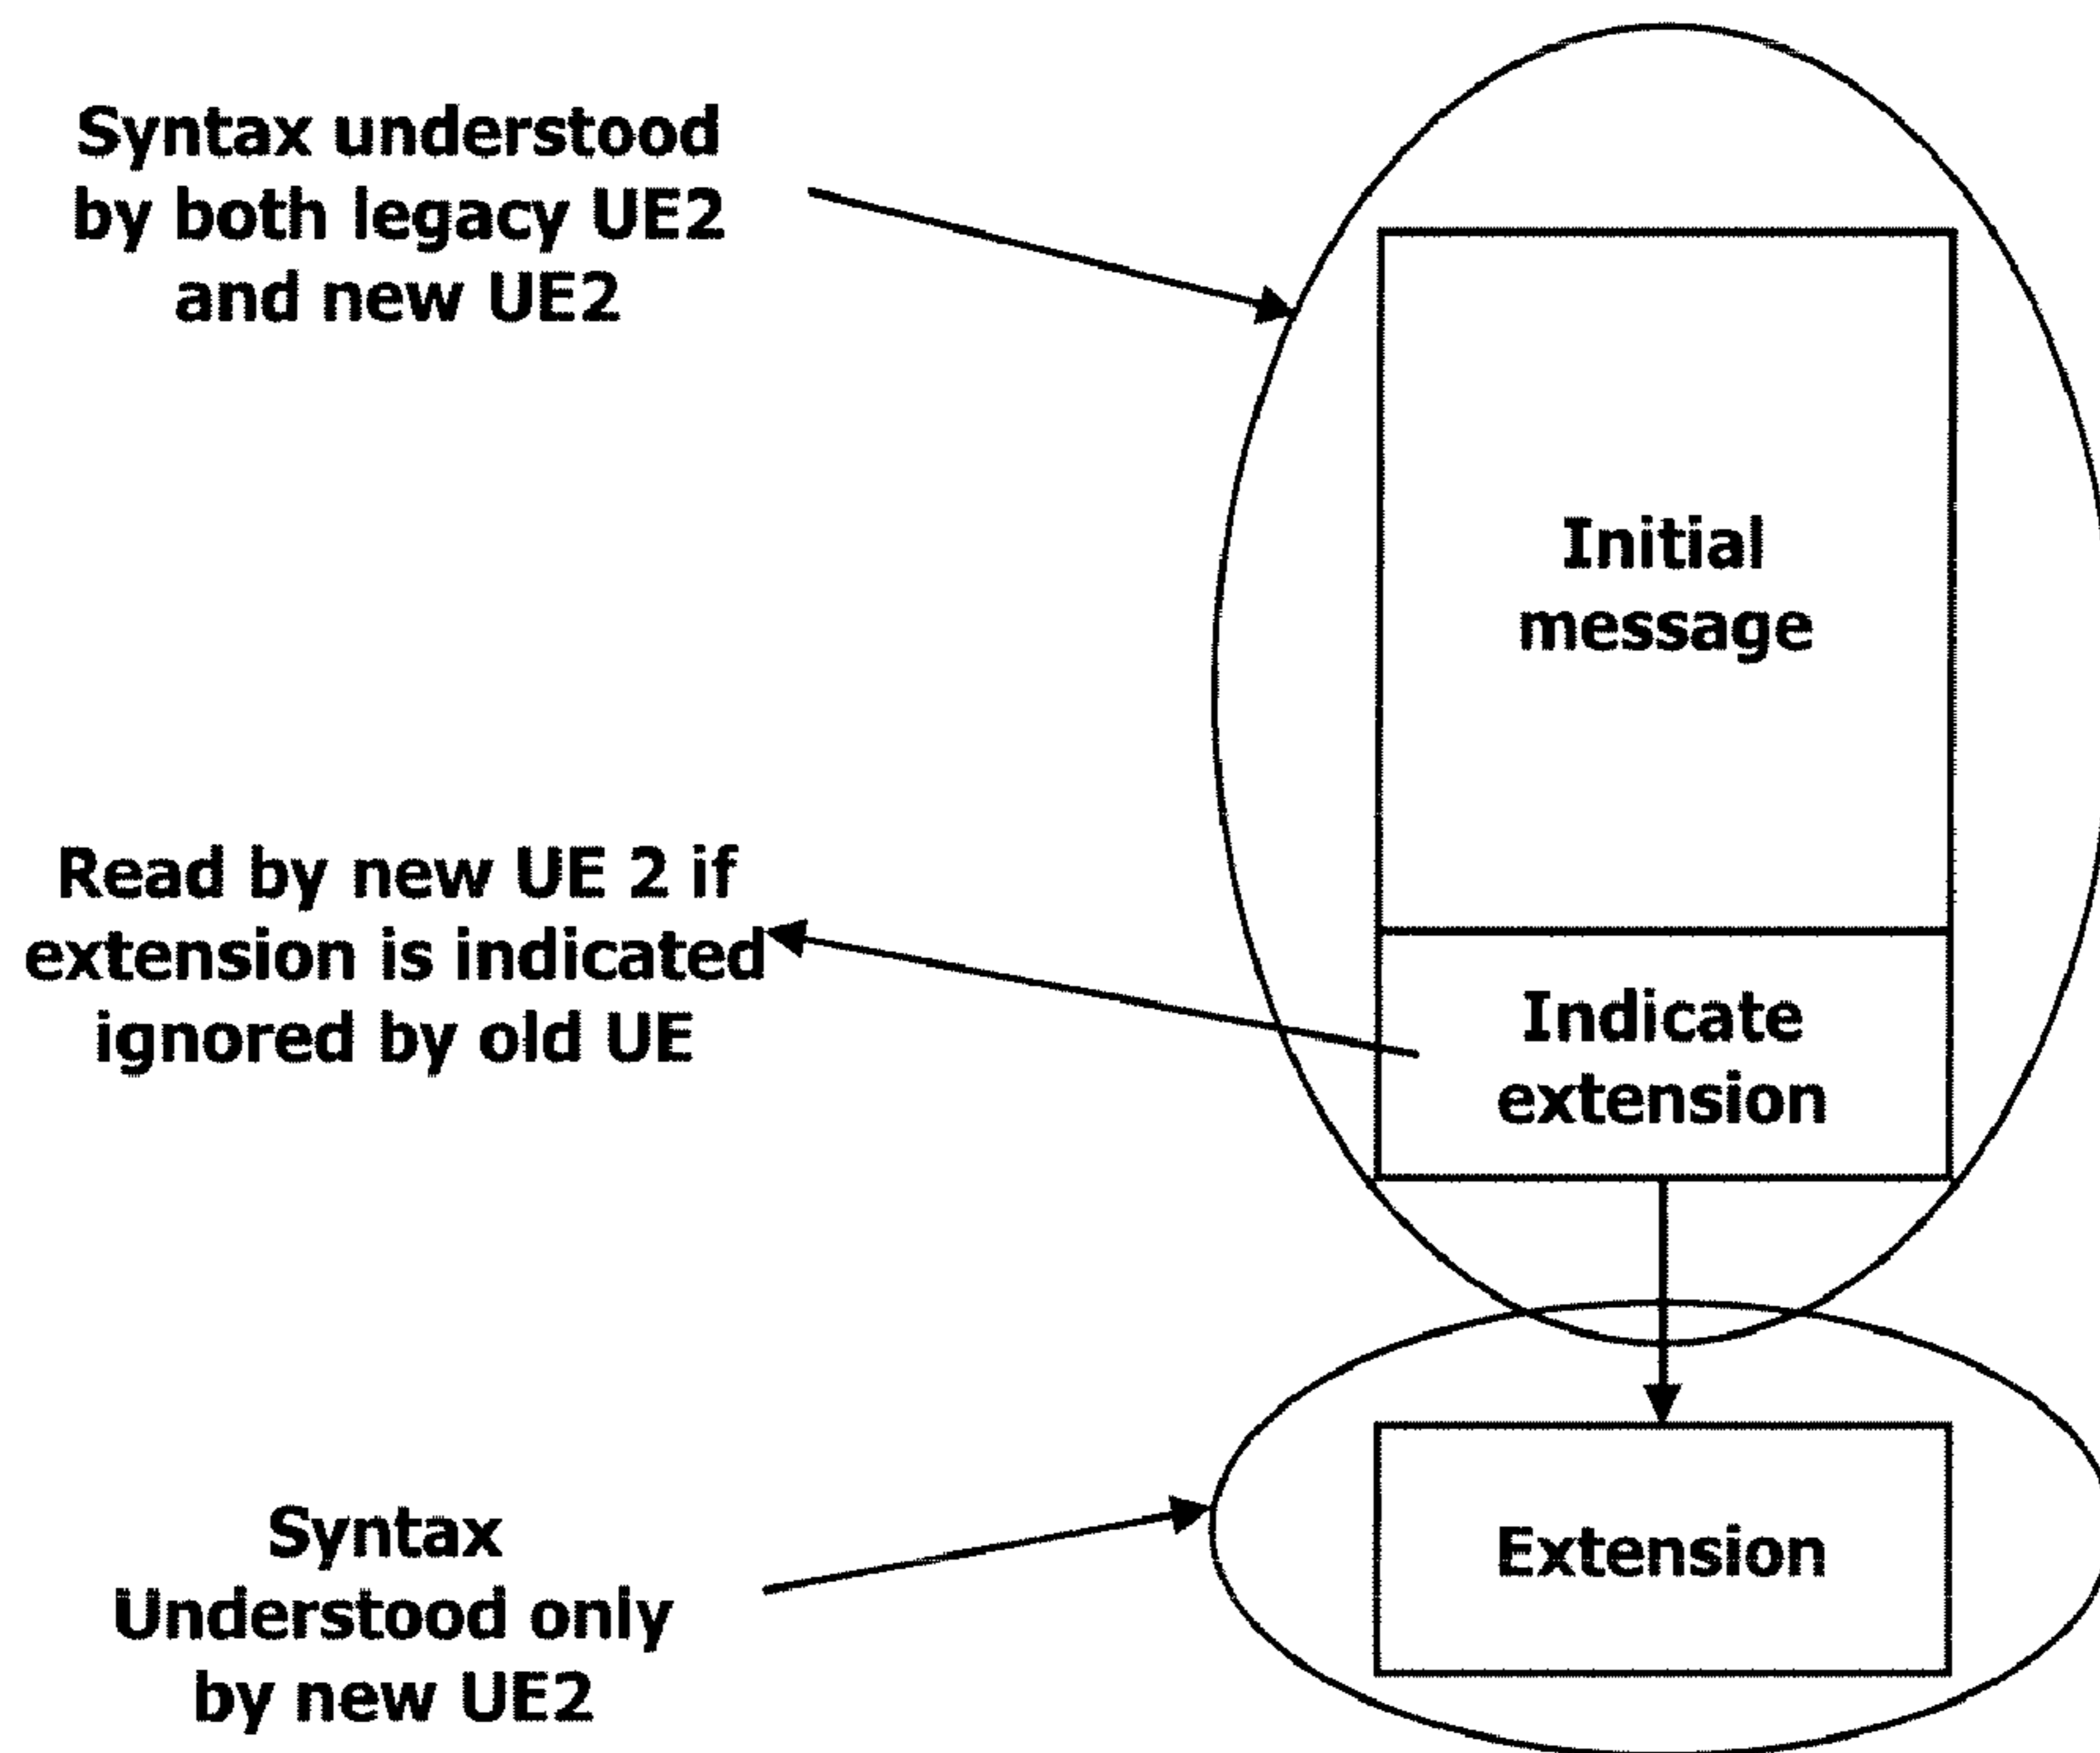 Syntax understood
by both legacy UE2
and new UE2
Initial
message
Read by new UE 2 if
extension is indicated
ignored by old UE
Indicate
extension
Syntax
Understood only
by new UE2
Extension